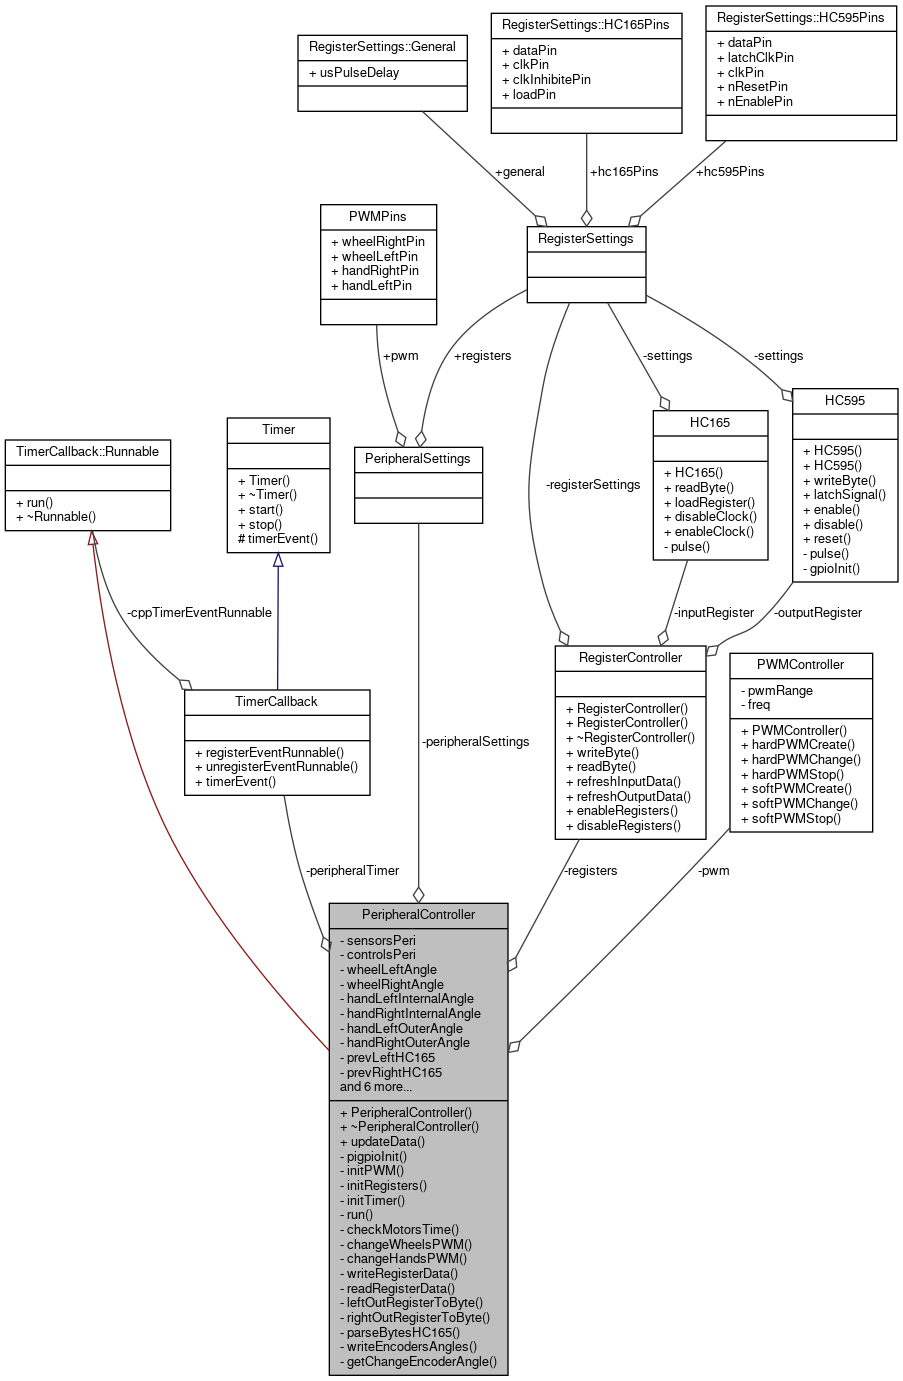 RegisterSettings::General
+ usPulseDelay
RegisterSettings::HC165Pins
+ dataPin
+ clkPin
+ clkInhibitePin
+ loadPin
RegisterSettings::HC595Pins
+ dataPin
+ latchClkPin
+ clkPin
+ nResetPin
+ nEnablePin
+general
+hc165Pins
+hc595Pins
PWMPins
+ wheelRightPin
+ wheelLeftPin
+ handRightPin
+ handLeftPin
RegisterSettings
+pwm
+registers
-settings
-settings
TimerCallback::Runnable
+ run()
+ ~Runnable()
Timer
+ Timer()
+ ~Timer()
+ start()
+ stop()
# timerEvent()
PeripheralSettings
-registerSettings
HC165
+ HC165()
+ readByte()
+ loadRegister()
+ disableClock()
+ enableClock()
- pulse()
HC595
+ HC595()
+ HC595()
+ writeByte()
+ latchSignal()
+ enable()
+ disable()
+ reset()
- pulse()
- gpioInit()
-cppTimerEventRunnable
-inputRegister
-outputRegister
TimerCallback
+ registerEventRunnable()
+ unregisterEventRunnable()
+ timerEvent()
-peripheralSettings
RegisterController
+ RegisterController()
+ RegisterController()
+ ~RegisterController()
+ writeByte()
+ readByte()
+ refreshInputData()
+ refreshOutputData()
+ enableRegisters()
+ disableRegisters()
PWMController
- pwmRange
- freq
+ PWMController()
+ hardPWMCreate()
+ hardPWMChange()
+ hardPWMStop()
+ softPWMCreate()
+ softPWMChange()
+ softPWMStop()
-peripheralTimer
-registers
-pwm
PeripheralController
- sensorsPeri
- controlsPeri
- wheelLeftAngle
- wheelRightAngle
- handLeftInternalAngle
- handRightInternalAngle
- handLeftOuterAngle
- handRightOuterAngle
- prevLeftHC165
- prevRightHC165
and 6 more...
+ PeripheralController()
+ ~PeripheralController()
+ updateData()
- pigpioInit()
- initPWM()
- initRegisters()
- initTimer()
- run()
- checkMotorsTime()
- changeWheelsPWM()
- changeHandsPWM()
- writeRegisterData()
- readRegisterData()
- leftOutRegisterToByte()
- rightOutRegisterToByte()
- parseBytesHC165()
- writeEncodersAngles()
- getChangeEncoderAngle()